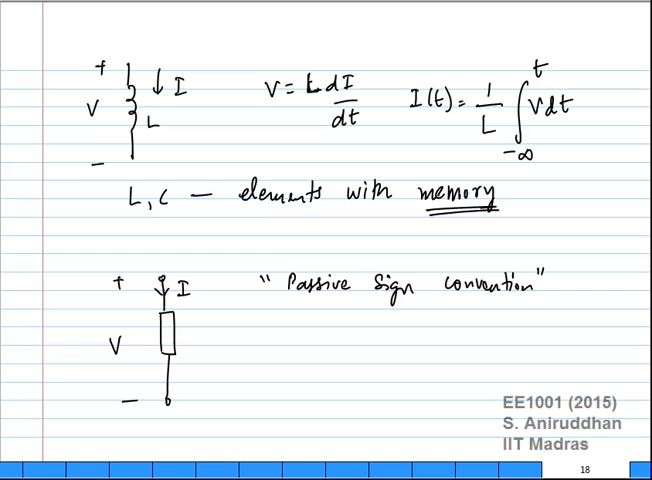 + ↓ I V = L dI/dt I(t) = 1/L ∫_{-∞}^{t} V dt
V L
−
L, C — elements with memory
+ I "Passive Sign convention"
V
−
EE1001 (2015)
S. Aniruddhan
IIT Madras
18